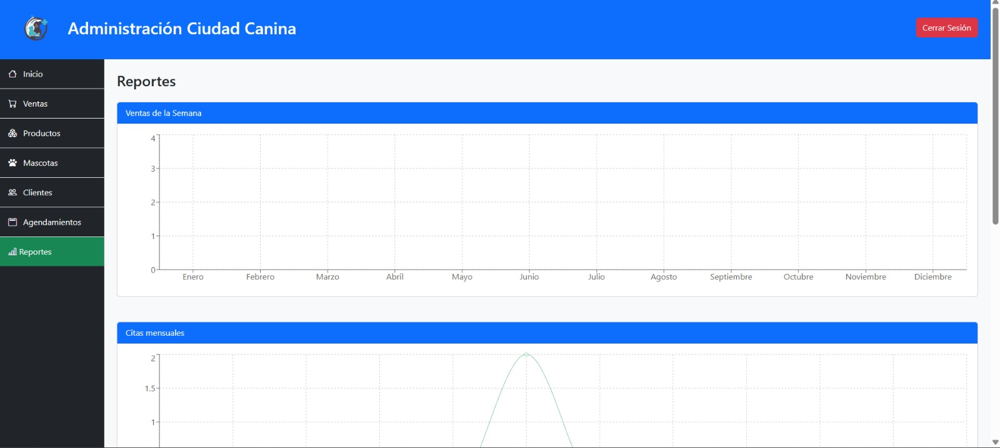 Administración Ciudad Canina
Cerrar Sesión
Inicio
Ventas
Productos
Mascotas
Clientes
Agendamientos
Reportes
Reportes
Ventas de la Semana
4
3
2
1
0
Enero Febrero Marzo Abril Mayo Junio Julio Agosto Septiembre Octubre Noviembre Diciembre
Citas mensuales
2
1.5
1